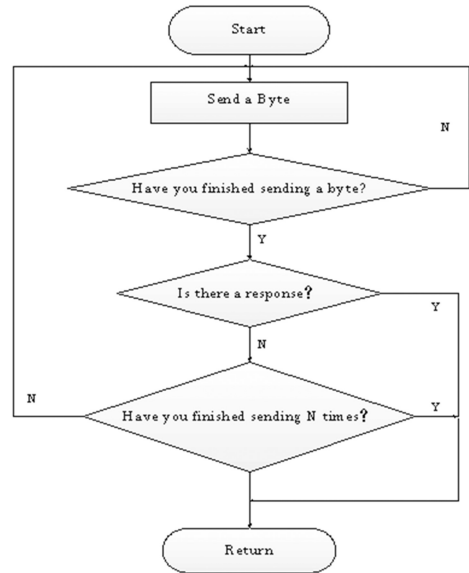 Start
Send a Byte
N
Have you finished sending a byte?
Y
Is there a response?
Y
N
N
Have you finished sending N times?
Y
Return